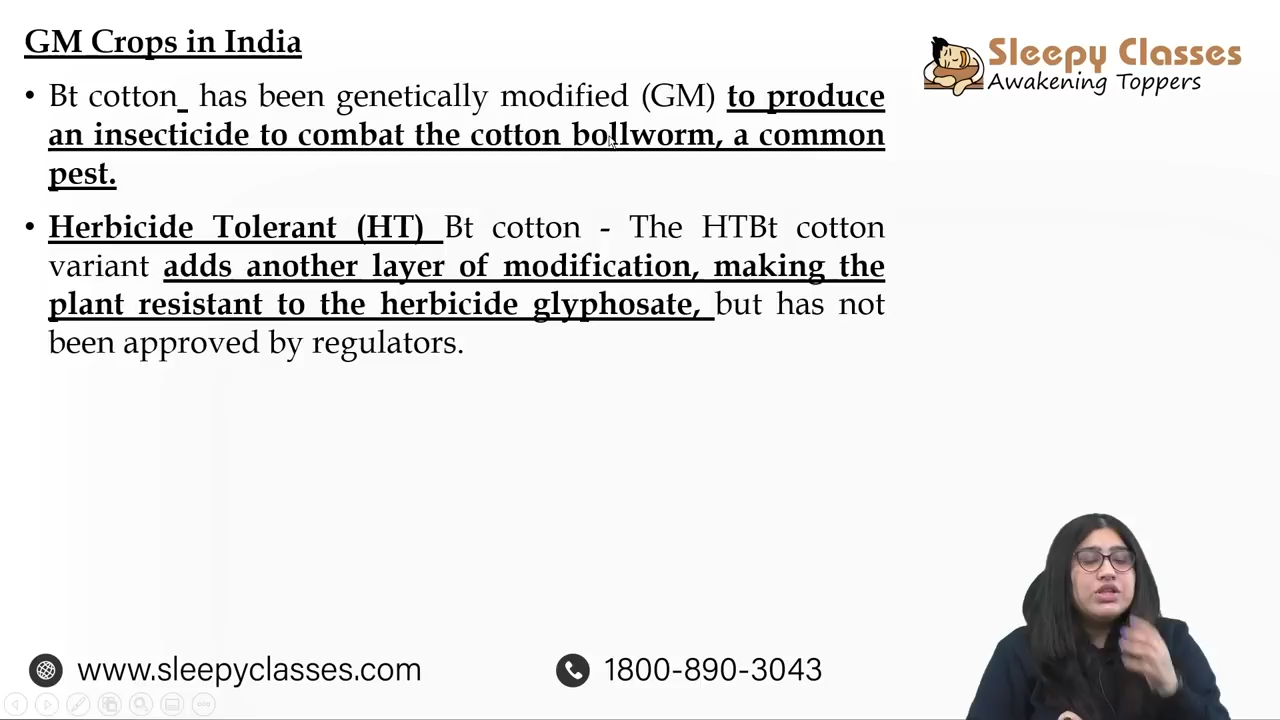 GM Crops in India
Sleepy Classes
Awakening Toppers
• Bt cotton_ has been genetically modified (GM) to produce
an insecticide to combat the cotton bollworm, a common
pest.
• Herbicide Tolerant (HT) Bt cotton - The HTBt cotton
variant adds another layer of modification, making the
plant resistant to the herbicide glyphosate, but has not
been approved by regulators.
www.sleepyclasses.com
1800-890-3043